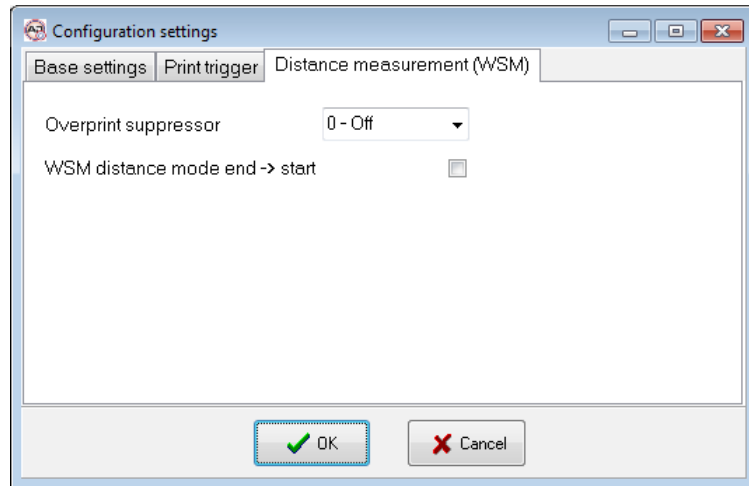 Configuration settings
Base settings Print trigger Distance measurement (WSM)
Overprint suppressor 0 - Off
WSM distance mode end -> start
OK Cancel